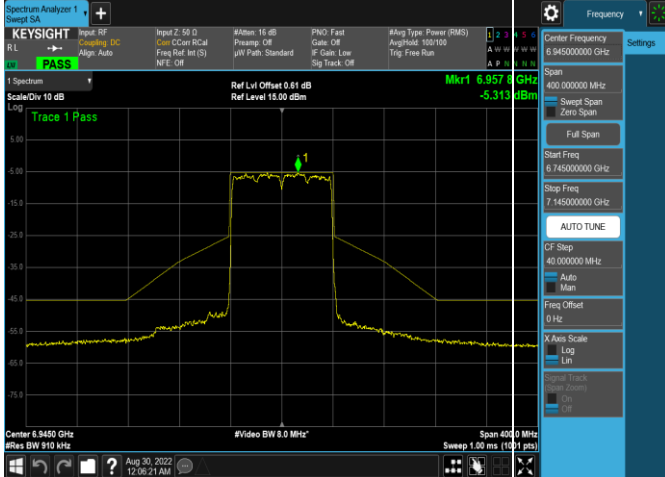 Spectrum Analyzer 1
Swept SA
+
KEYSIGHT
RL
LV
PASS
Input: RF
Coupling: DC
Align: Auto
Input Z: 50 Ω
Corr CCorr RCal
Freq Ref: Int (S)
NFE: Off
#Atten: 16 dB
Preamp: Off
µW Path: Standard
PNO: Fast
Gate: Off
IF Gain: Low
Sig Track: Off
#Avg Type: Power (RMS)
Avg|Hold: 100/100
Trig: Free Run
1 2 3 4 5 6
A W W W W W
A P N N N N
1 Spectrum
Scale/Div 10 dB
Log
Ref Lvl Offset 0.61 dB
Ref Level 15.00 dBm
Mkr1 6.957 8 GHz
-5.313 dBm
Trace 1 Pass
1
5.00
-5.00
-15.0
-25.0
-35.0
-45.0
-55.0
-65.0
-75.0
Center 6.9450 GHz
#Res BW 910 kHz
#Video BW 8.0 MHz*
Span 400.0 MHz
Sweep 1.00 ms (1001 pts)
Aug 30, 2022
12:06:21 AM
Frequency
Settings
Center Frequency
6.945000000 GHz
Span
400.000000 MHz
Swept Span
Zero Span
Full Span
Start Freq
6.745000000 GHz
Stop Freq
7.145000000 GHz
AUTO TUNE
CF Step
40.000000 MHz
Auto
Man
Freq Offset
0 Hz
X Axis Scale
Log
Lin
Signal Track
(Span Zoom)
On
Off